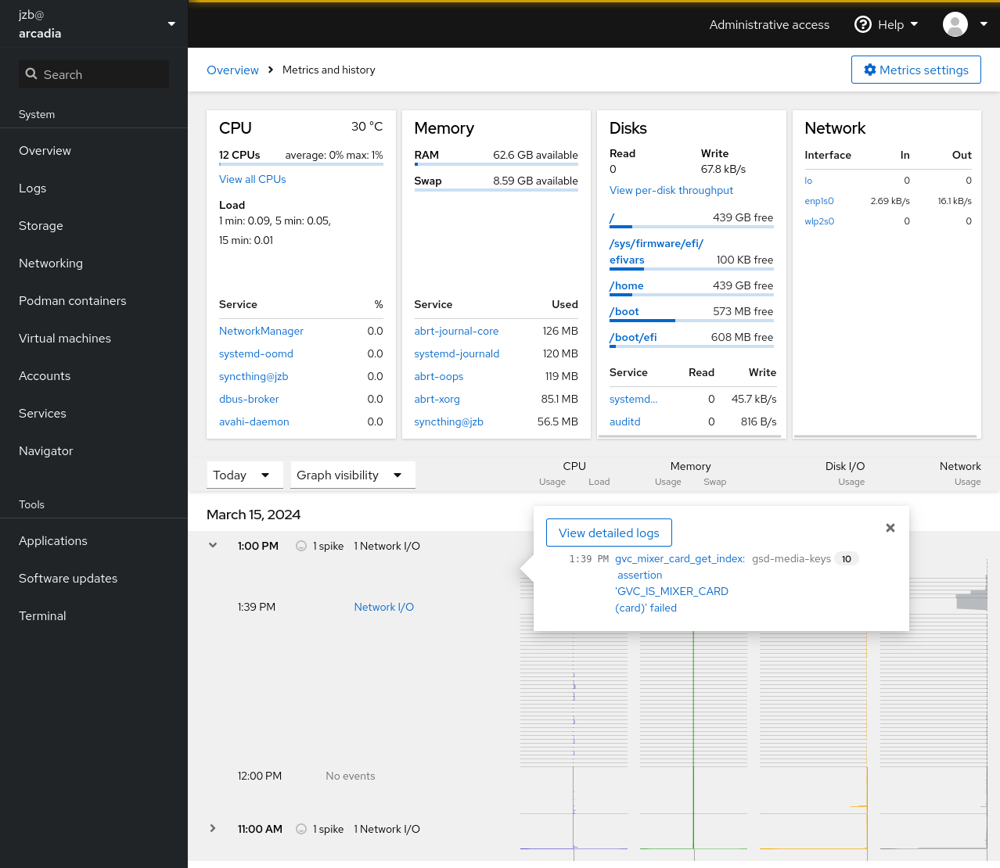 jzb@
arcadia
Administrative access
Help
Search
Overview
Metrics and history
Metrics settings
System
Overview
Logs
Storage
Networking
Podman containers
Virtual machines
Accounts
Services
Navigator
Tools
Applications
Software updates
Terminal
CPU 30 °C
12 CPUs average: 0% max: 1%
View all CPUs
Load
1 min: 0.09, 5 min: 0.05,
15 min: 0.01
Service %
NetworkManager 0.0
systemd-oomd 0.0
syncthing@jzb 0.0
dbus-broker 0.0
avahi-daemon 0.0
Memory
RAM 62.6 GB available
Swap 8.59 GB available
Service Used
abrt-journal-core 126 MB
systemd-journald 120 MB
abrt-oops 119 MB
abrt-xorg 85.1 MB
syncthing@jzb 56.5 MB
Disks
Read Write
0 67.8 kB/s
View per-disk throughput
/ 439 GB free
/sys/firmware/efi/
efivars 100 KB free
/home 439 GB free
/boot 573 MB free
/boot/efi 608 MB free
Service Read Write
systemd... 0 45.7 kB/s
auditd 0 816 B/s
Network
Interface In Out
lo 0 0
enp1s0 2.69 kB/s 16.1 kB/s
wlp2s0 0 0
Today
Graph visibility
CPU Memory Disk I/O Network
Usage Load Usage Swap Usage Usage
March 15, 2024
1:00 PM 1 spike 1 Network I/O
View detailed logs
1:39 PM gvc_mixer_card_get_index: gsd-media-keys 10
assertion
'GVC_IS_MIXER_CARD
(card)' failed
1:39 PM Network I/O
12:00 PM No events
11:00 AM 1 spike 1 Network I/O